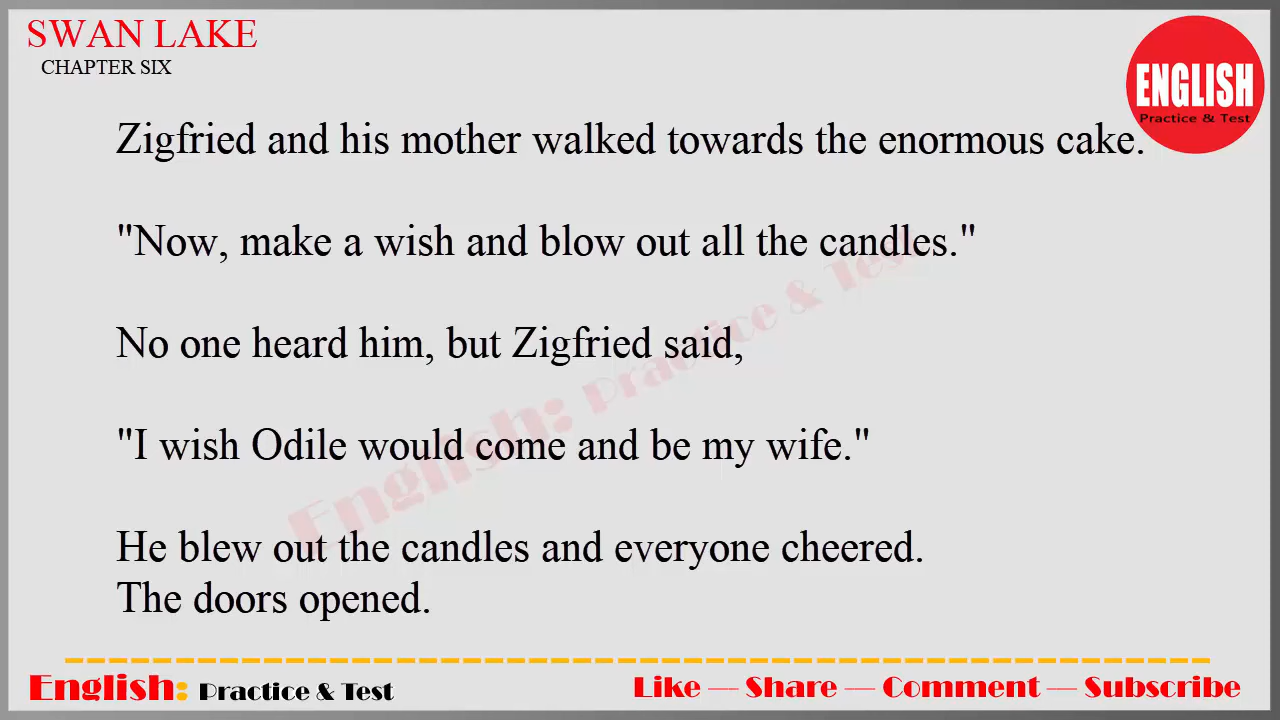 SWAN LAKE
CHAPTER SIX
ENGLISH
Practice & Test
Zigfried and his mother walked towards the enormous cake.
"Now, make a wish and blow out all the candles."
No one heard him, but Zigfried said,
"I wish Odile would come and be my wife."
He blew out the candles and everyone cheered.
The doors opened.
English: Practice & Test
English: Practice & Test
Like — Share — Comment — Subscribe